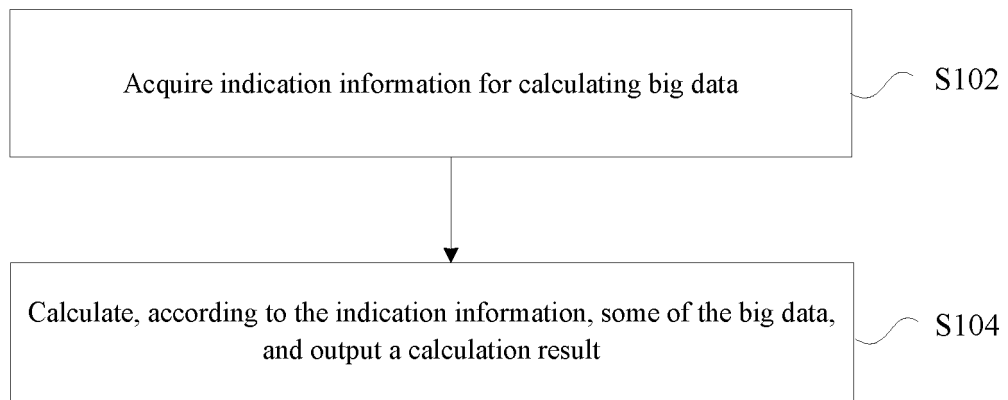 Acquire indication information for calculating big data
S102
Calculate, according to the indication information, some of the big data,
and output a calculation result
S104